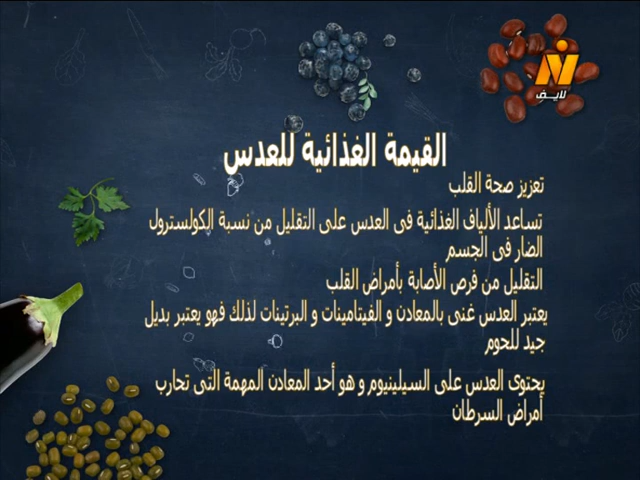 لايف
القيمة الغذائية للعدس
تعزيز صحة القلب
تساعد الألياف الغذائية فى العدس على التقليل من نسبة الكولسترول
الضار فى الجسم
التقليل من فرص الأصابة بأمراض القلب
يعتبر العدس غنى بالمعادن و الفيتامينات و البرتينات لذلك فهو يعتبر بديل
جيد للحوم
يحتوى العدس على السيلينيوم و هو أحد المعادن المهمة التى تحارب
أمراض السرطان